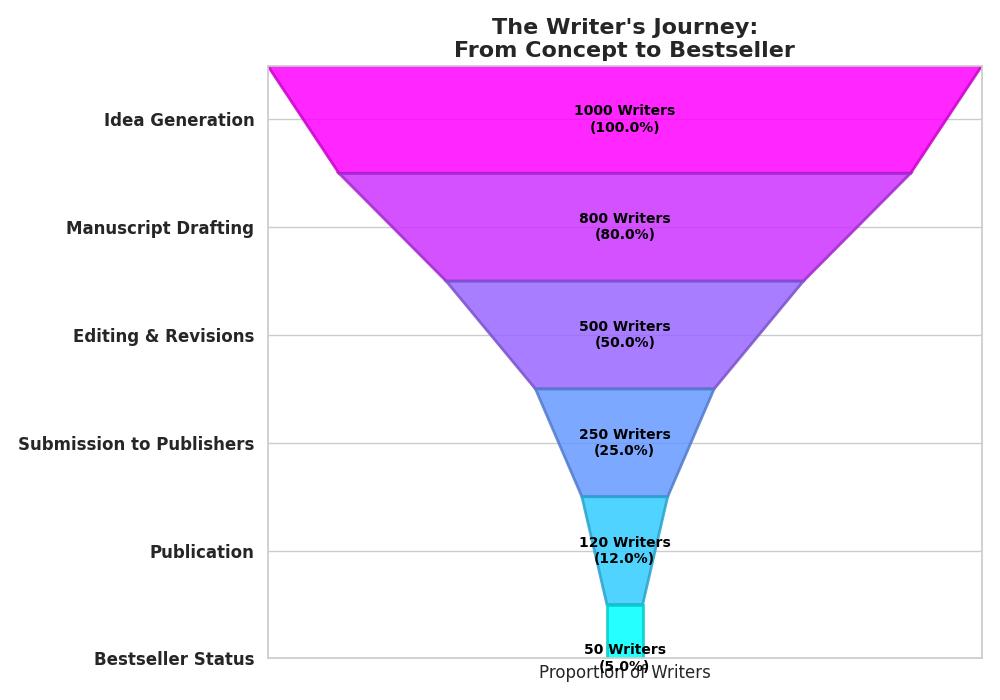 The Writer's Journey:
From Concept to Bestseller
Idea Generation
1000 Writers
(100.0%)
Manuscript Drafting
800 Writers
(80.0%)
Editing & Revisions
500 Writers
(50.0%)
Submission to Publishers
250 Writers
(25.0%)
Publication
120 Writers
(12.0%)
Bestseller Status
50 Writers
(5.0%)
Proportion of Writers